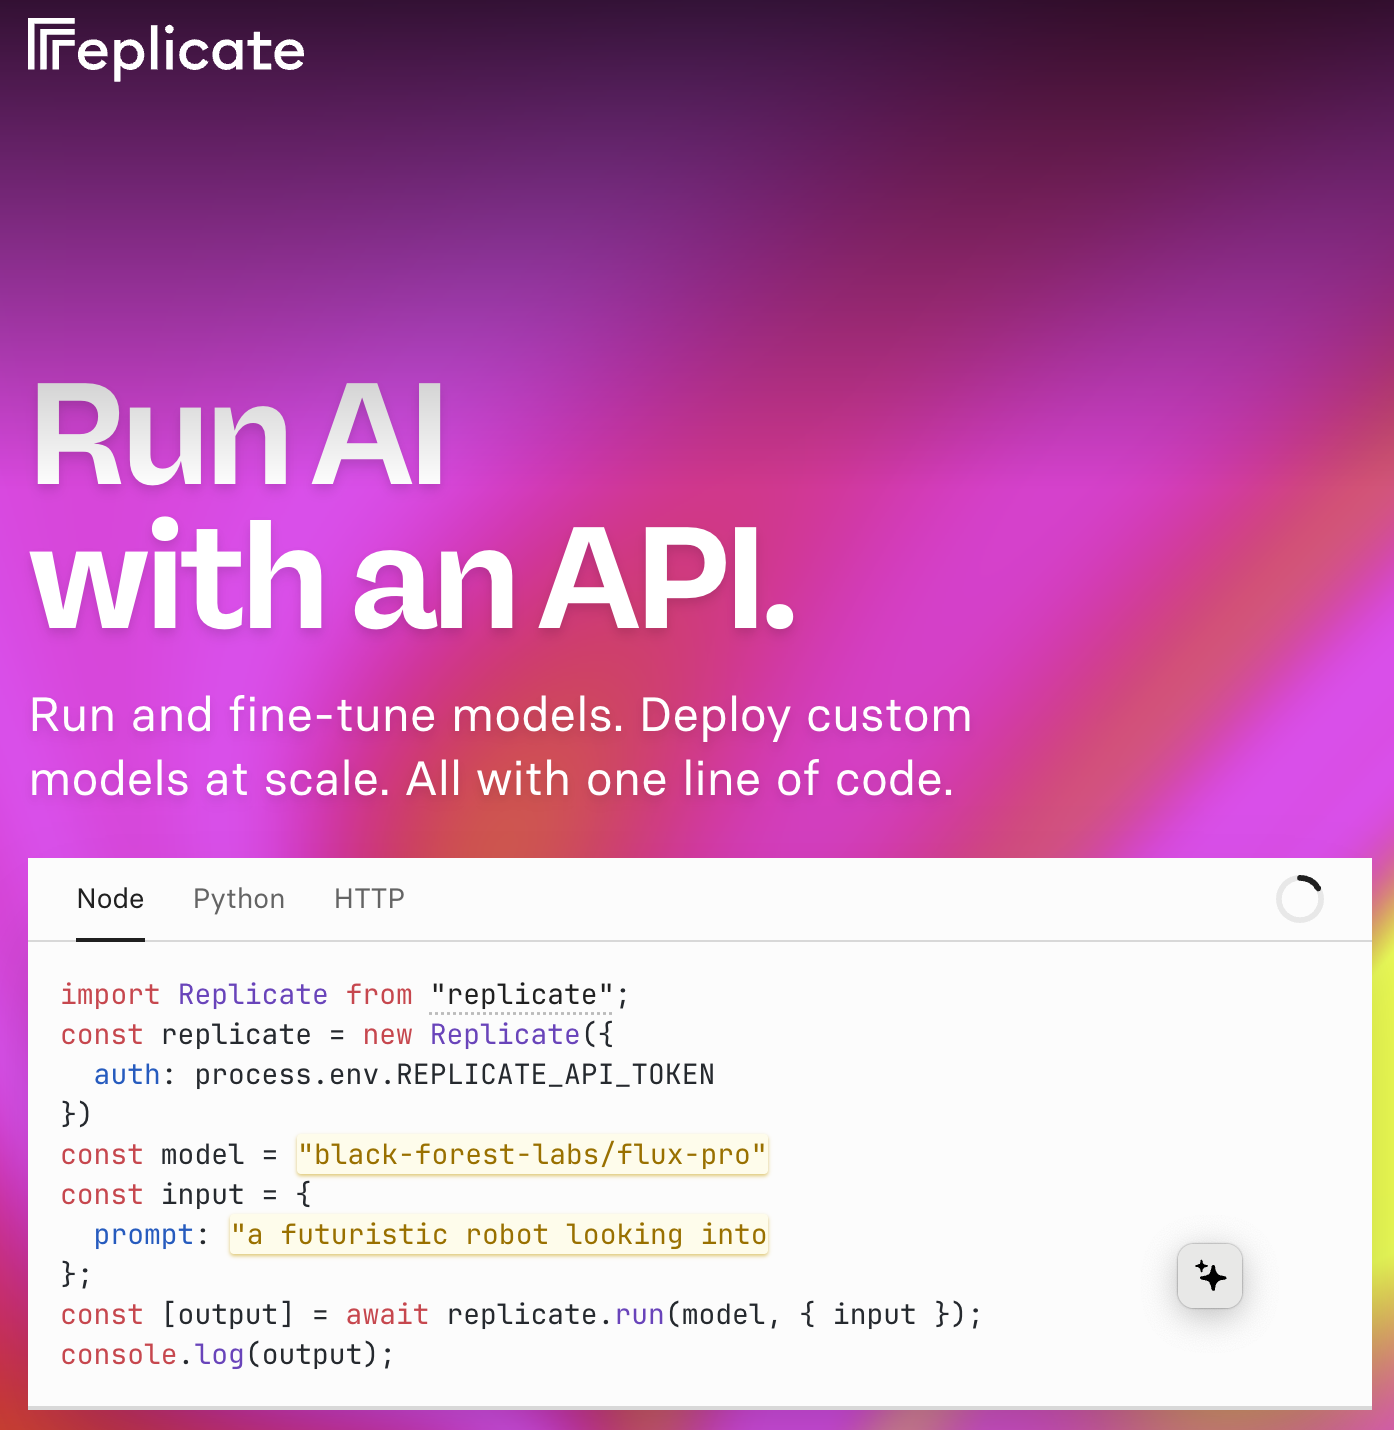 replicate
Run AI
with an API.
Run and fine-tune models. Deploy custom
models at scale. All with one line of code.
Node Python HTTP
import Replicate from "replicate";
const replicate = new Replicate({
  auth: process.env.REPLICATE_API_TOKEN
})
const model = "black-forest-labs/flux-pro"
const input = {
  prompt: "a futuristic robot looking into
};
const [output] = await replicate.run(model, { input });
console.log(output);